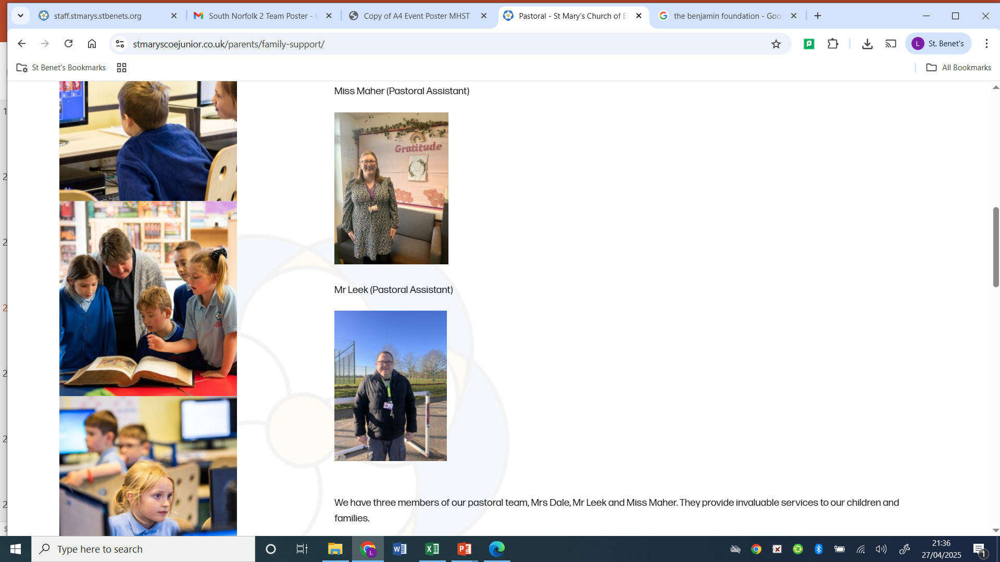 staff.stmarys.stbenets.org
South Norfolk 2 Team Poster -
Copy of A4 Event Poster MHST
Pastoral - St Mary's Church of E
the benjamin foundation - Goo
stmaryscoejunior.co.uk/parents/family-support/
L St. Benet's
St Benet's Bookmarks
All Bookmarks
Miss Maher (Pastoral Assistant)
Gratitude
Mr Leek (Pastoral Assistant)
We have three members of our pastoral team, Mrs Dale, Mr Leek and Miss Maher. They provide invaluable services to our children and
families.
Type here to search
21:36
27/04/2025
1